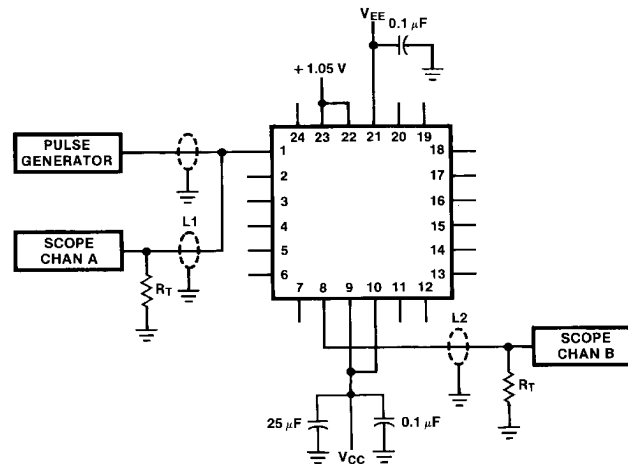 VEE
0.1 μF
+ 1.05 V
24 23 22 21 20 19
PULSE
GENERATOR
1
2
3
4
5
6
18
17
16
15
14
13
L1
SCOPE
CHAN A
RT
7 8 9 10 11 12
L2
SCOPE
CHAN B
RT
25 μF
0.1 μF
VCC